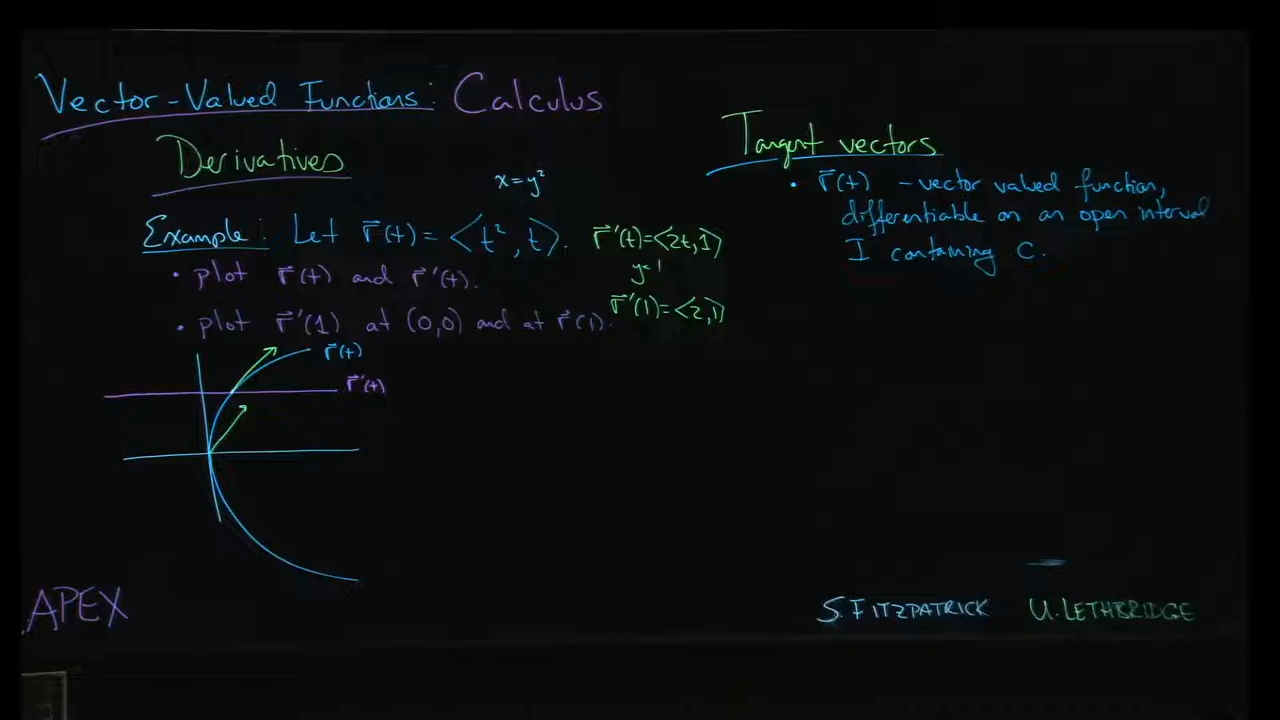 Vector-Valued Functions: Calculus
Derivatives
x = y²
Example: Let r⃗(t) = ⟨t², t⟩. r⃗'(t)=⟨2t,1⟩
• plot r⃗(t) and r⃗'(t). y=1
• plot r⃗'(1) at (0,0) and at r⃗(1). r⃗'(1)=⟨2,1⟩
r⃗(t)
r⃗'(t)
Tangent vectors
• r⃗(t) – vector valued function,
differentiable on an open interval
I containing c.
APEX
S. FITZPATRICK U. LETHBRIDGE